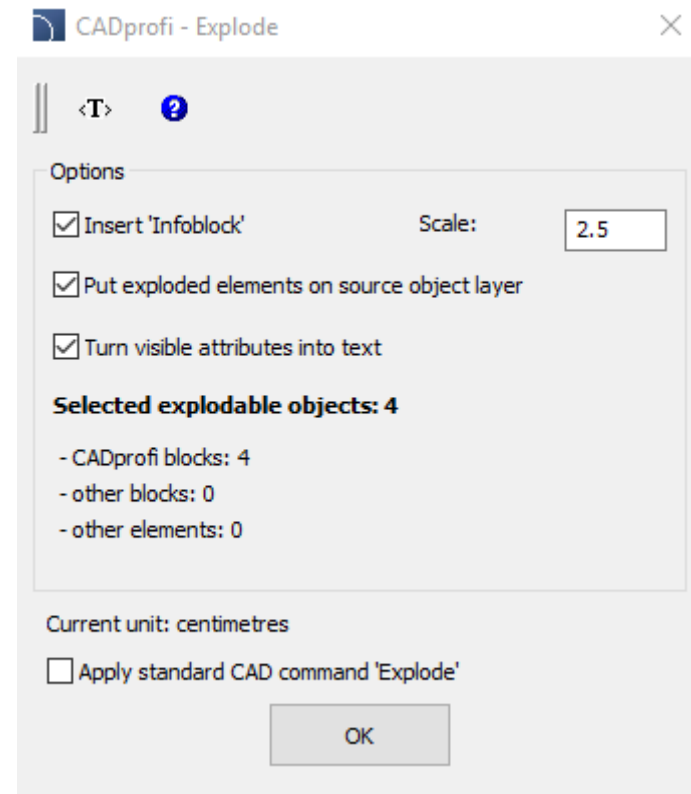 CADprofi - Explode
<T>
?
Options
Insert 'Infoblock' Scale: 2.5
Put exploded elements on source object layer
Turn visible attributes into text
Selected explodable objects: 4
- CADprofi blocks: 4
- other blocks: 0
- other elements: 0
Current unit: centimetres
Apply standard CAD command 'Explode'
OK